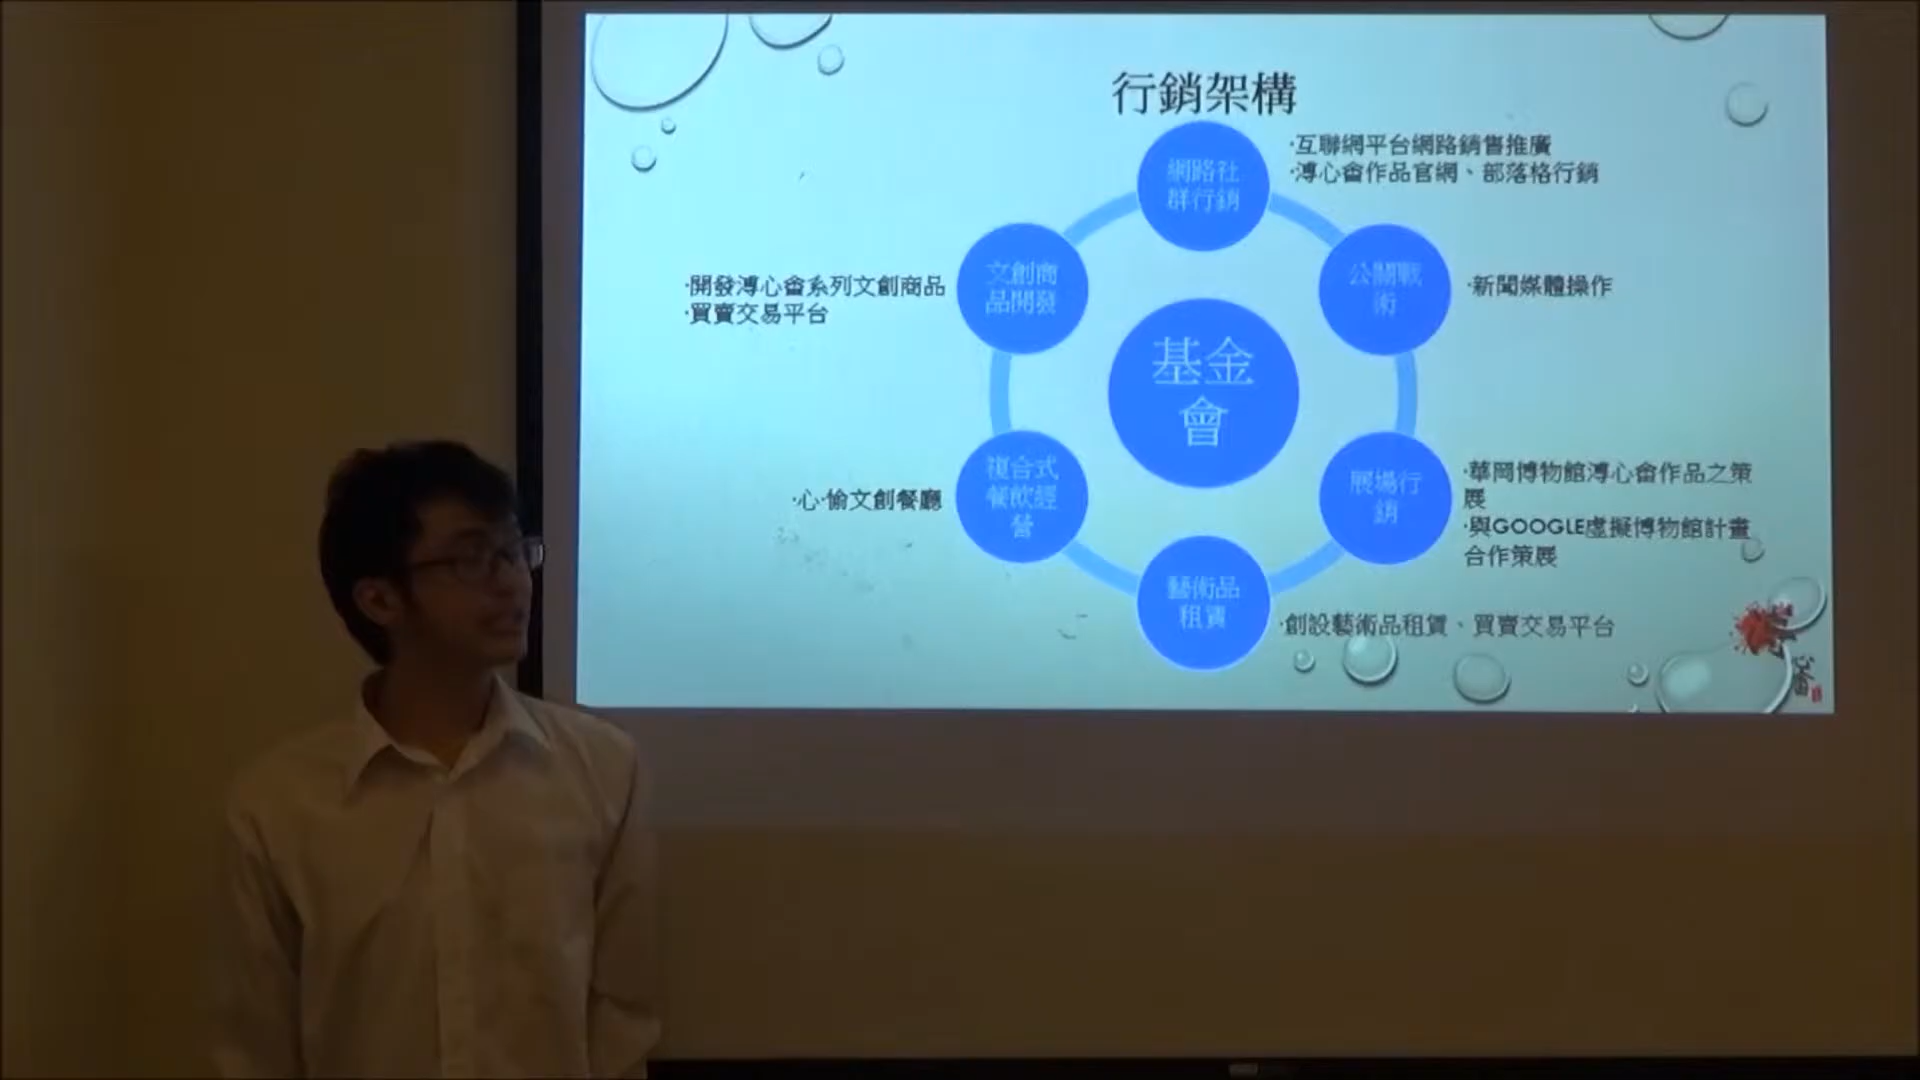 行銷架構
網路社
群行銷
·互聯網平台網路銷售推廣
·溥心畬作品官網、部落格行銷
公關戰
術
·新聞媒體操作
展場行
銷
·華岡博物館溥心畬作品之策
展
·與GOOGLE虛擬博物館計畫
合作策展
藝術品
租賃
·創設藝術品租賃、買賣交易平台
複合式
餐飲經
營
·心·愉文創餐廳
文創商
品開發
·開發溥心畬系列文創商品
·買賣交易平台
基金
會